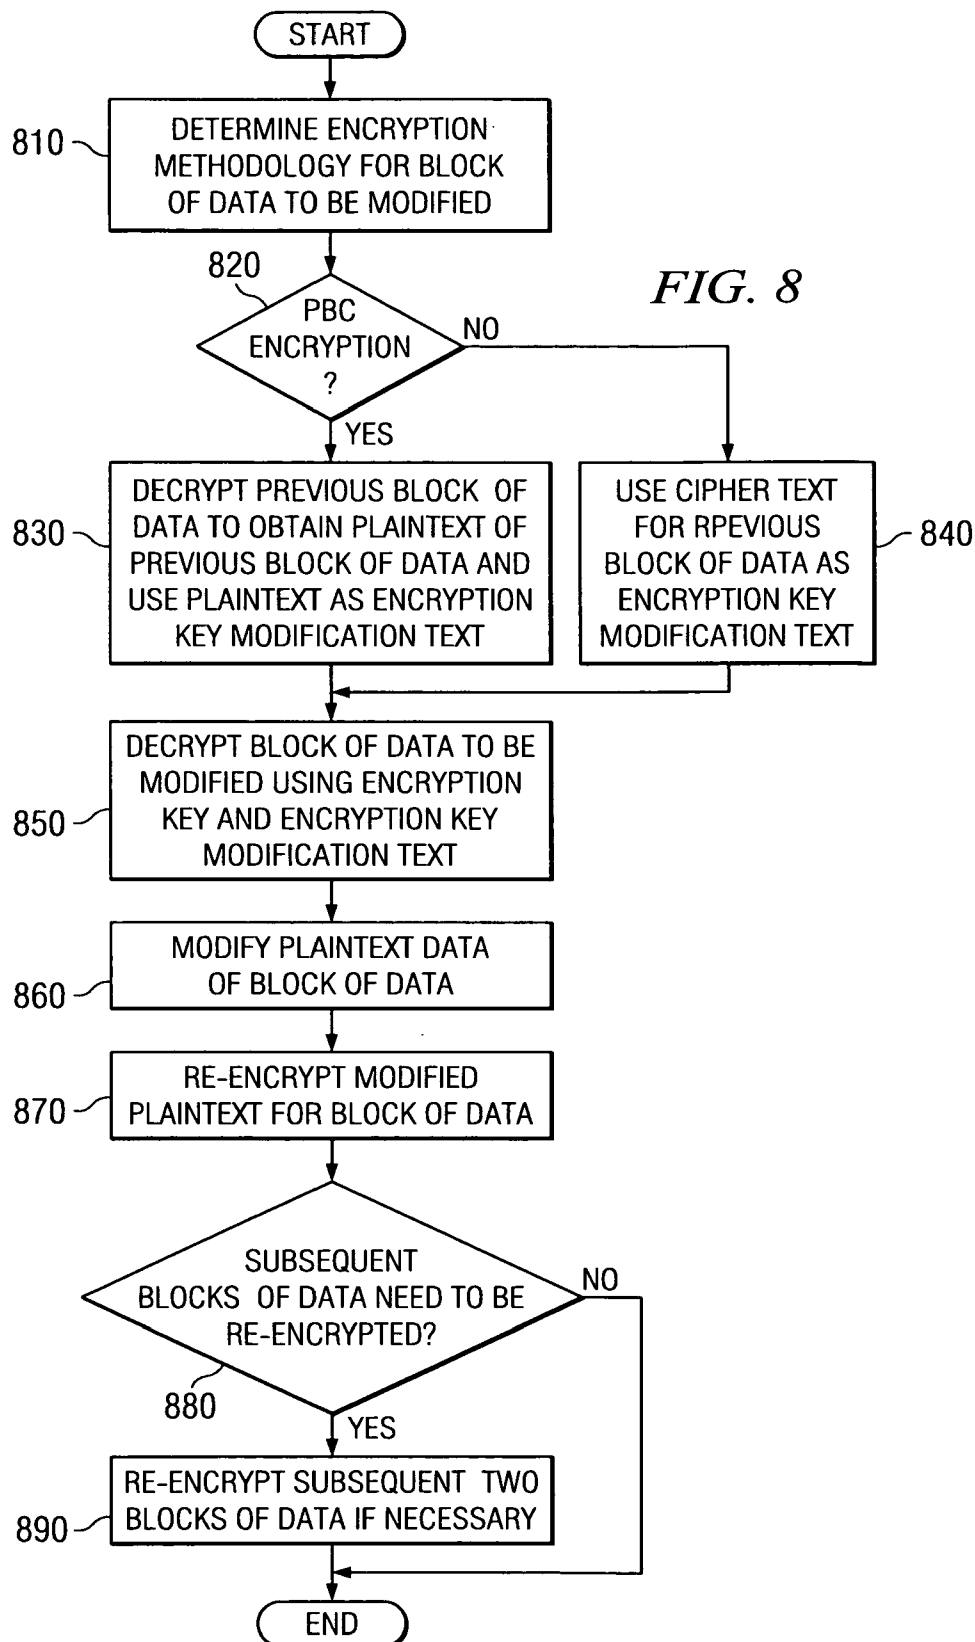 START
810
DETERMINE ENCRYPTION
METHODOLOGY FOR BLOCK
OF DATA TO BE MODIFIED
820
FIG. 8
PBC
ENCRYPTION
?
NO
YES
830
DECRYPT PREVIOUS BLOCK OF
DATA TO OBTAIN PLAINTEXT OF
PREVIOUS BLOCK OF DATA AND
USE PLAINTEXT AS ENCRYPTION
KEY MODIFICATION TEXT
USE CIPHER TEXT
FOR RPEVIOUS
BLOCK OF DATA AS
ENCRYPTION KEY
MODIFICATION TEXT
840
850
DECRYPT BLOCK OF DATA TO BE
MODIFIED USING ENCRYPTION
KEY AND ENCRYPTION KEY
MODIFICATION TEXT
860
MODIFY PLAINTEXT DATA
OF BLOCK OF DATA
870
RE-ENCRYPT MODIFIED
PLAINTEXT FOR BLOCK OF DATA
SUBSEQUENT
BLOCKS OF DATA NEED TO BE
RE-ENCRYPTED?
NO
880
YES
890
RE-ENCRYPT SUBSEQUENT TWO
BLOCKS OF DATA IF NECESSARY
END